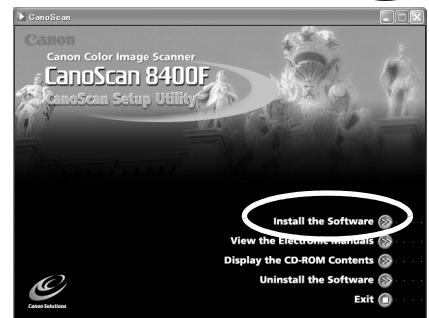 CanoScan
Canon
Canon Color Image Scanner
CanoScan 8400F
CanoScan Setup Utility
Install the Software
View the Electronic Manuals
Display the CD-ROM Contents
Uninstall the Software
Exit
Canon Solutions